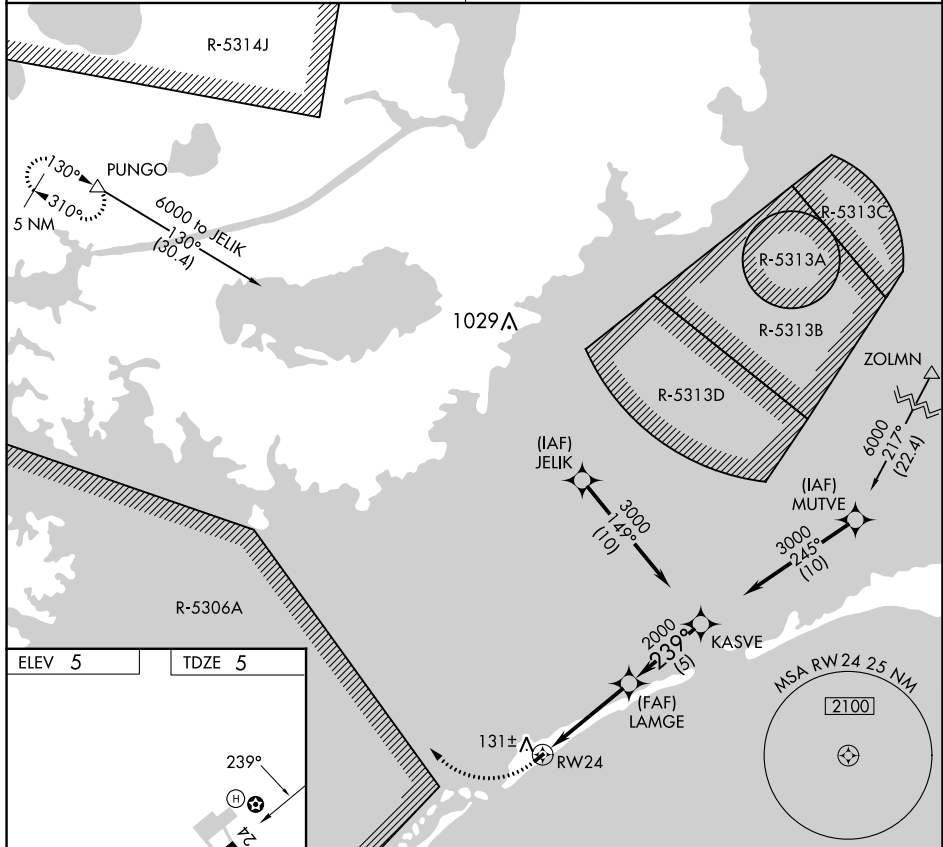 R-5314J
PUNGO
130°
310°
5 NM
6000 to JELIK
130°
(30.4)
1029
R-5313C
R-5313A
R-5313B
R-5313D
ZOLMN
6000
217°
(22.4)
(IAF)
JELIK
3000
149°
(10)
(IAF)
MUTVE
3000
245°
(10)
R-5306A
2000
239°
(5)
KASVE
(FAF)
LAMGE
131±
RW24
MSA RW24 25 NM
2100
ELEV 5
TDZE 5
239°
H
24